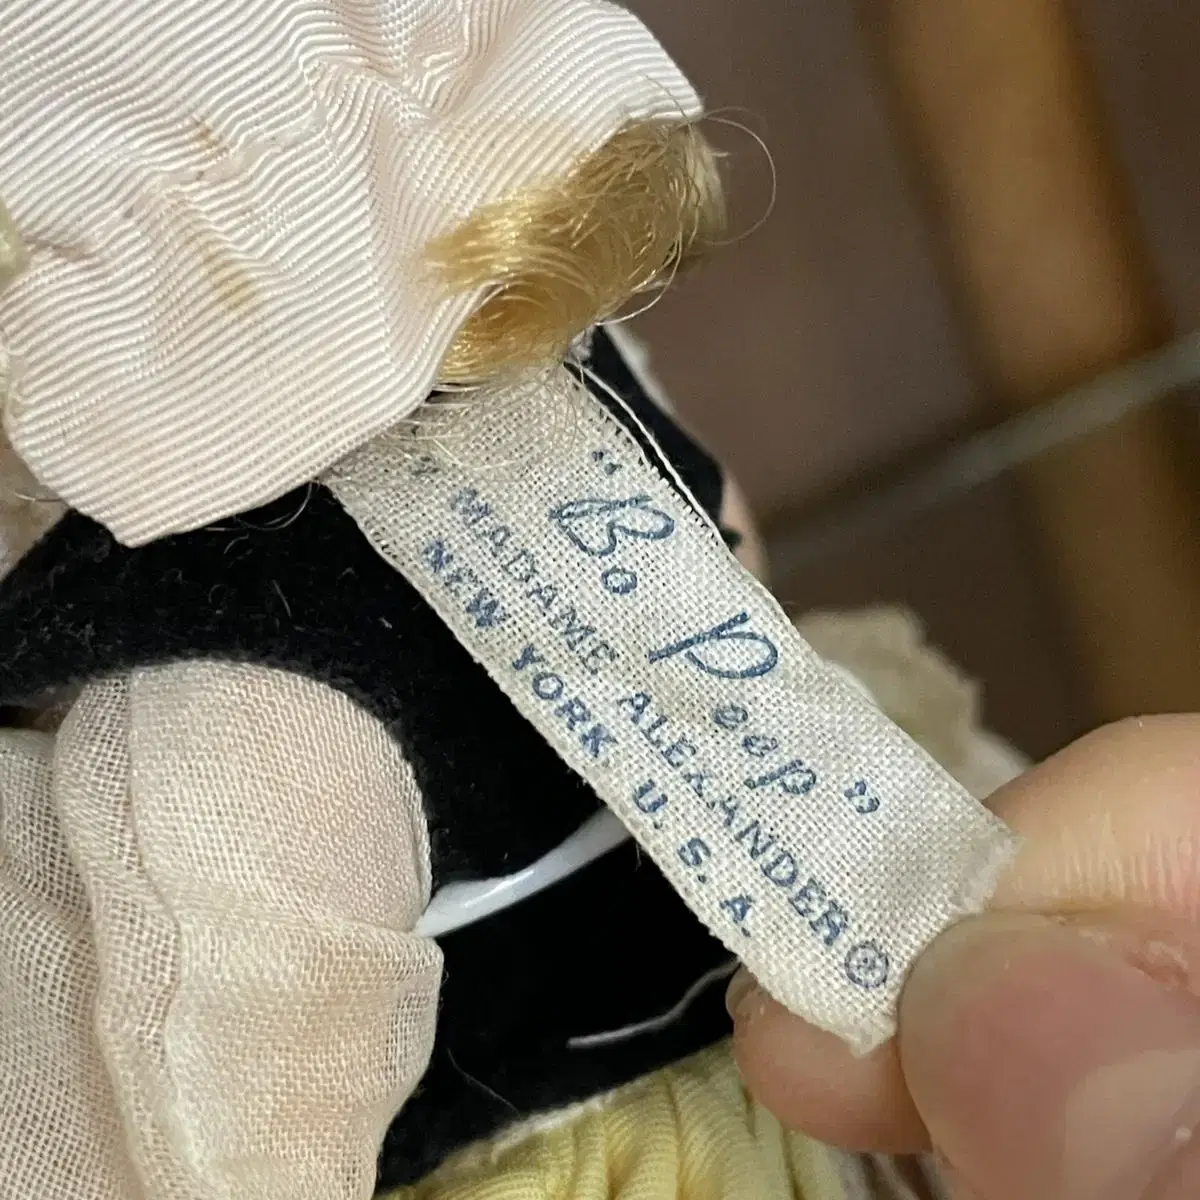 "Bo Peep"
MADAME ALEXANDER®
NEW YORK, U.S.A.